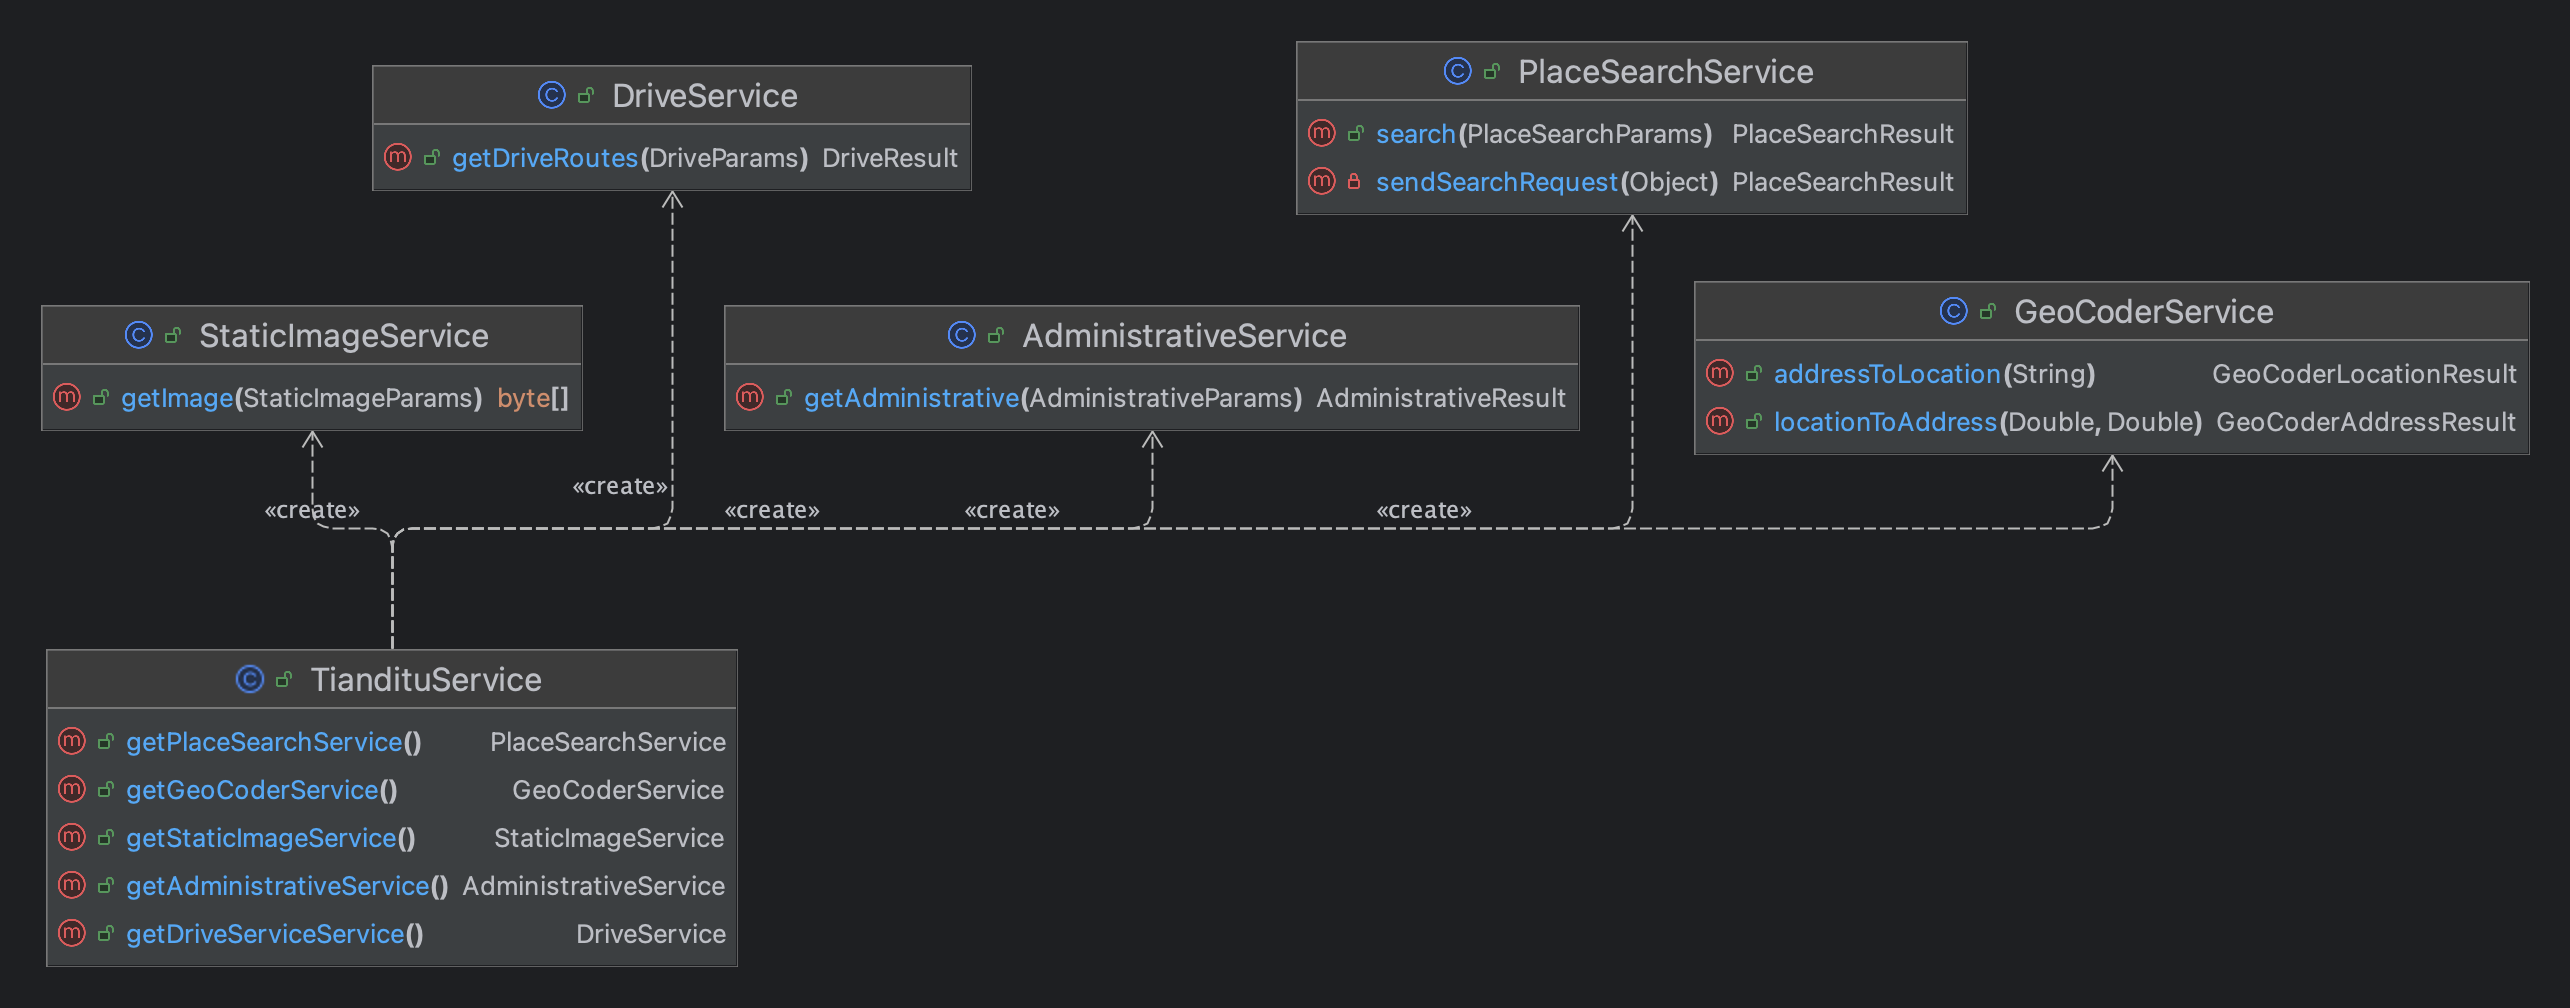 DriveService
getDriveRoutes(DriveParams) DriveResult
PlaceSearchService
search(PlaceSearchParams) PlaceSearchResult
sendSearchRequest(Object) PlaceSearchResult
StaticImageService
getImage(StaticImageParams) byte[]
AdministrativeService
getAdministrative(AdministrativeParams) AdministrativeResult
GeoCoderService
addressToLocation(String) GeoCoderLocationResult
locationToAddress(Double, Double) GeoCoderAddressResult
«create»
«create»
«create»
«create»
«create»
TiandituService
getPlaceSearchService() PlaceSearchService
getGeoCoderService() GeoCoderService
getStaticImageService() StaticImageService
getAdministrativeService() AdministrativeService
getDriveServiceService() DriveService